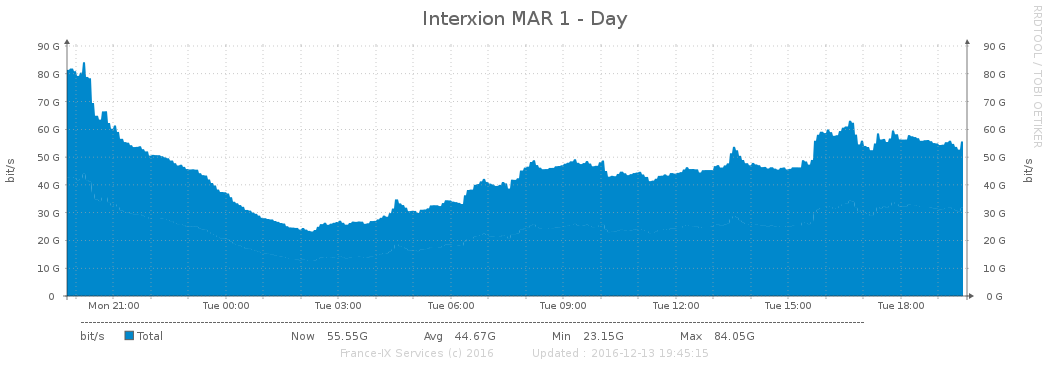 Interxion MAR 1 - Day
RRDTOOL / TOBI OETIKER
bit/s
90 G 90 G
80 G 80 G
70 G 70 G
60 G 60 G
50 G 50 G
40 G 40 G
30 G 30 G
20 G 20 G
10 G 10 G
0 0 G
bit/s
Mon 21:00 Tue 00:00 Tue 03:00 Tue 06:00 Tue 09:00 Tue 12:00 Tue 15:00 Tue 18:00
bit/s Total Now 55.55G Avg 44.67G Min 23.15G Max 84.05G
France-IX Services (c) 2016 Updated : 2016-12-13 19:45:15